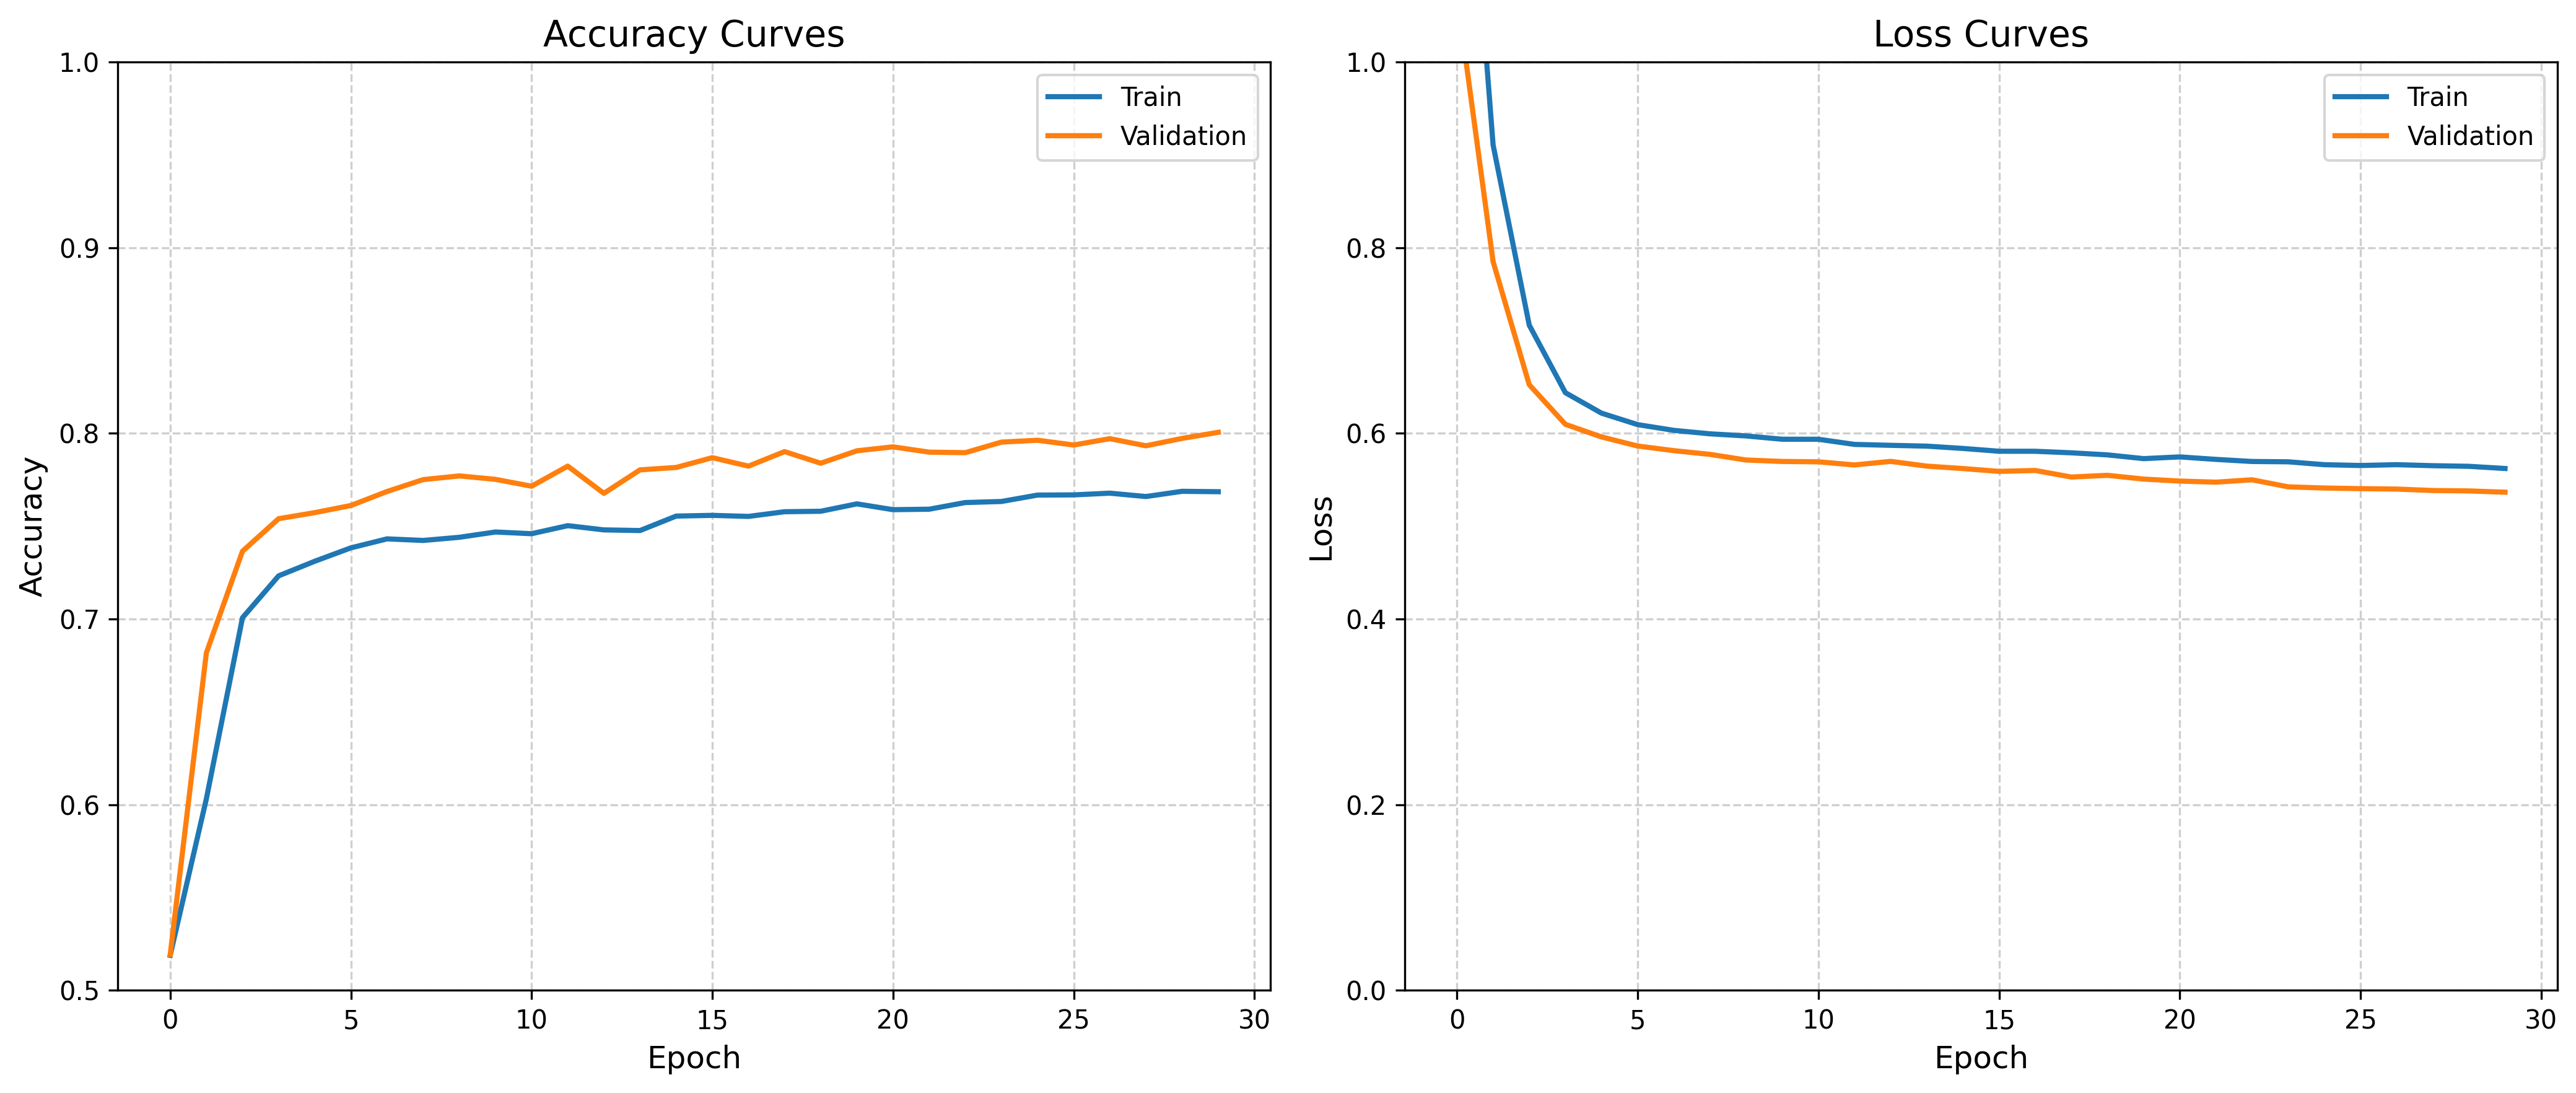 Accuracy Curves
1.0
0.9
0.8
0.7
0.6
0.5
Accuracy
Train
Validation
0 5 10 15 20 25 30
Epoch
Loss Curves
1.0
0.8
0.6
0.4
0.2
0.0
Loss
Train
Validation
0 5 10 15 20 25 30
Epoch